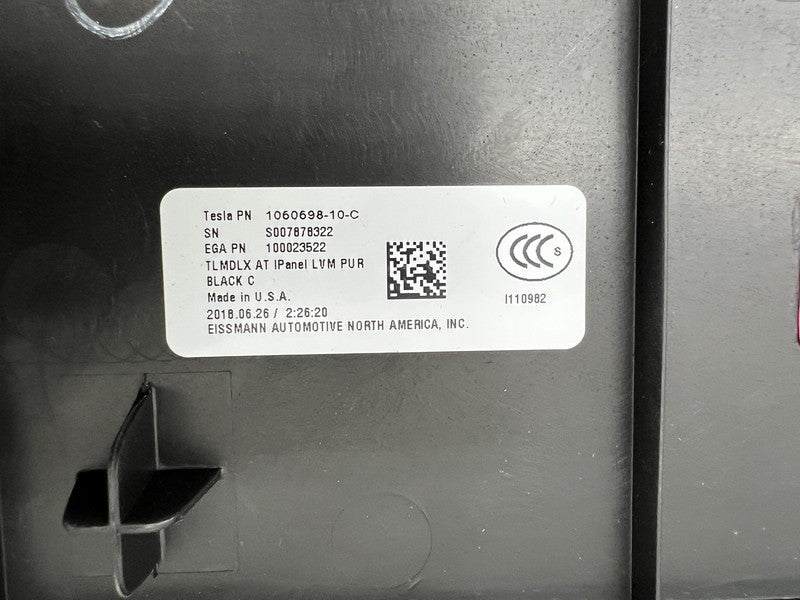 Tesla PN 1060698-10-C
SN S007878322
EGA PN 100023522
TLMDLX AT IPanel LVM PUR
BLACK C
Made in U.S.A.
2018.06.26 / 2:26:20
EISSMANN AUTOMOTIVE NORTH AMERICA, INC.
CCC S
I110982